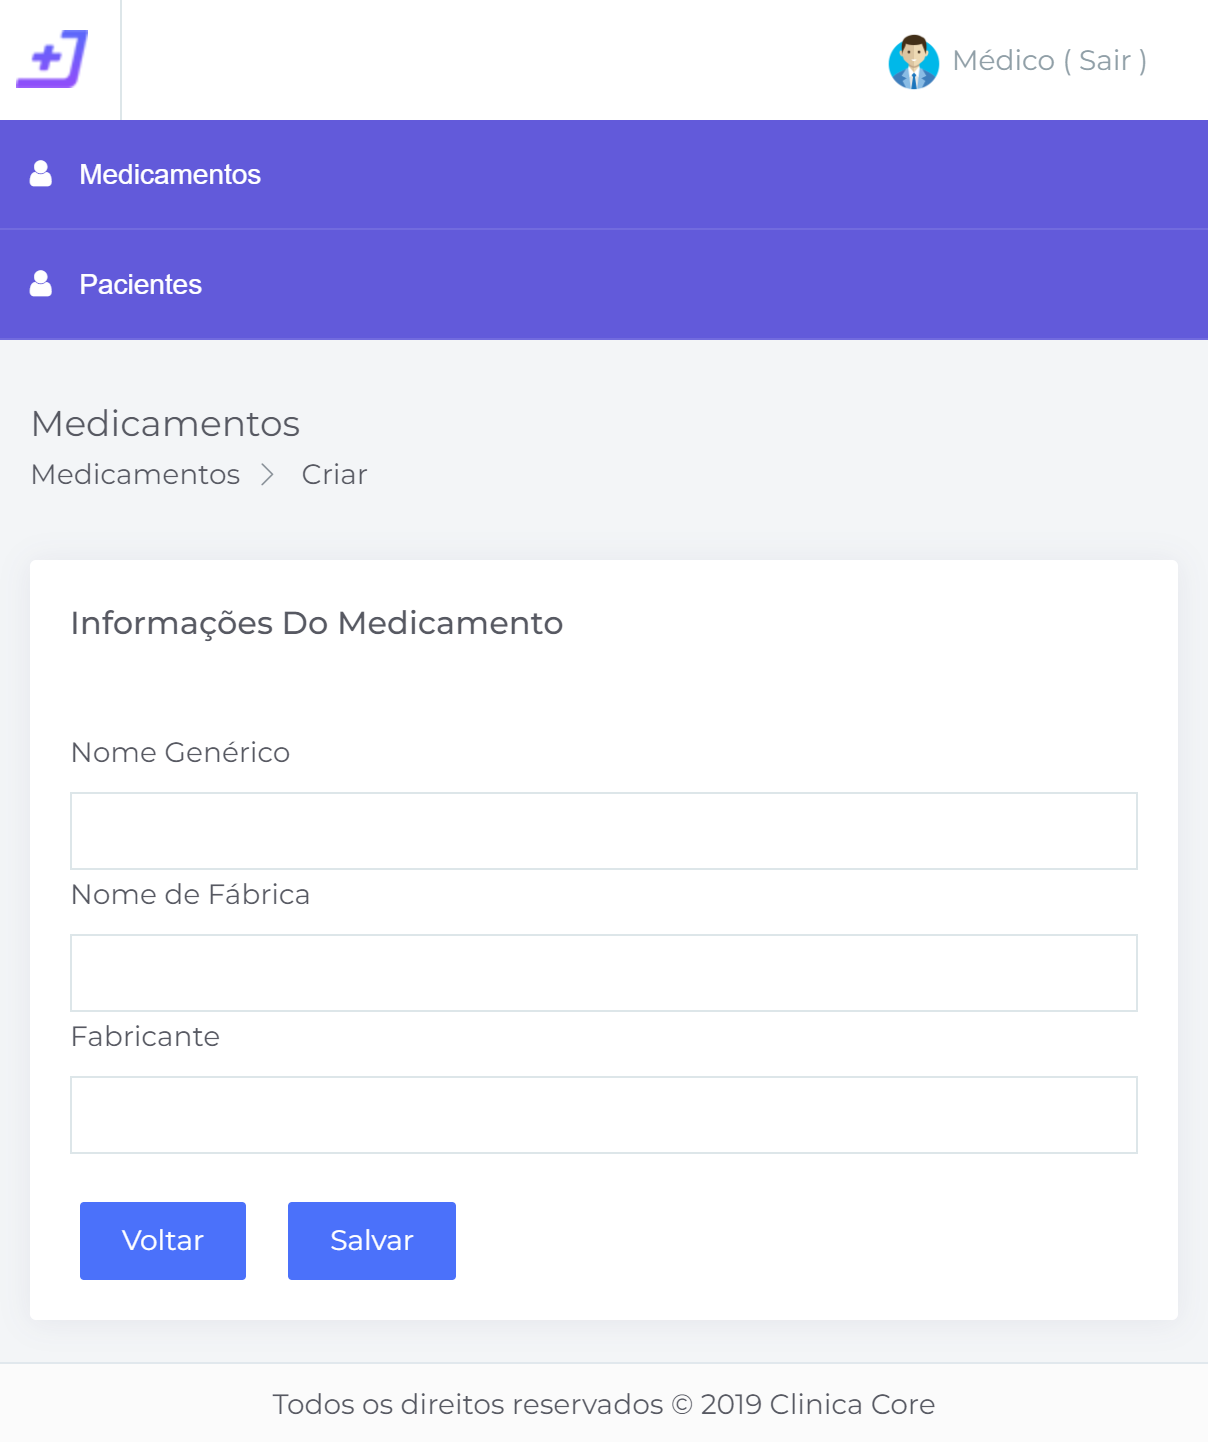 Médico ( Sair )
Medicamentos
Pacientes
Medicamentos
Medicamentos > Criar
Informações Do Medicamento
Nome Genérico
Nome de Fábrica
Fabricante
Voltar Salvar
Todos os direitos reservados © 2019 Clinica Core